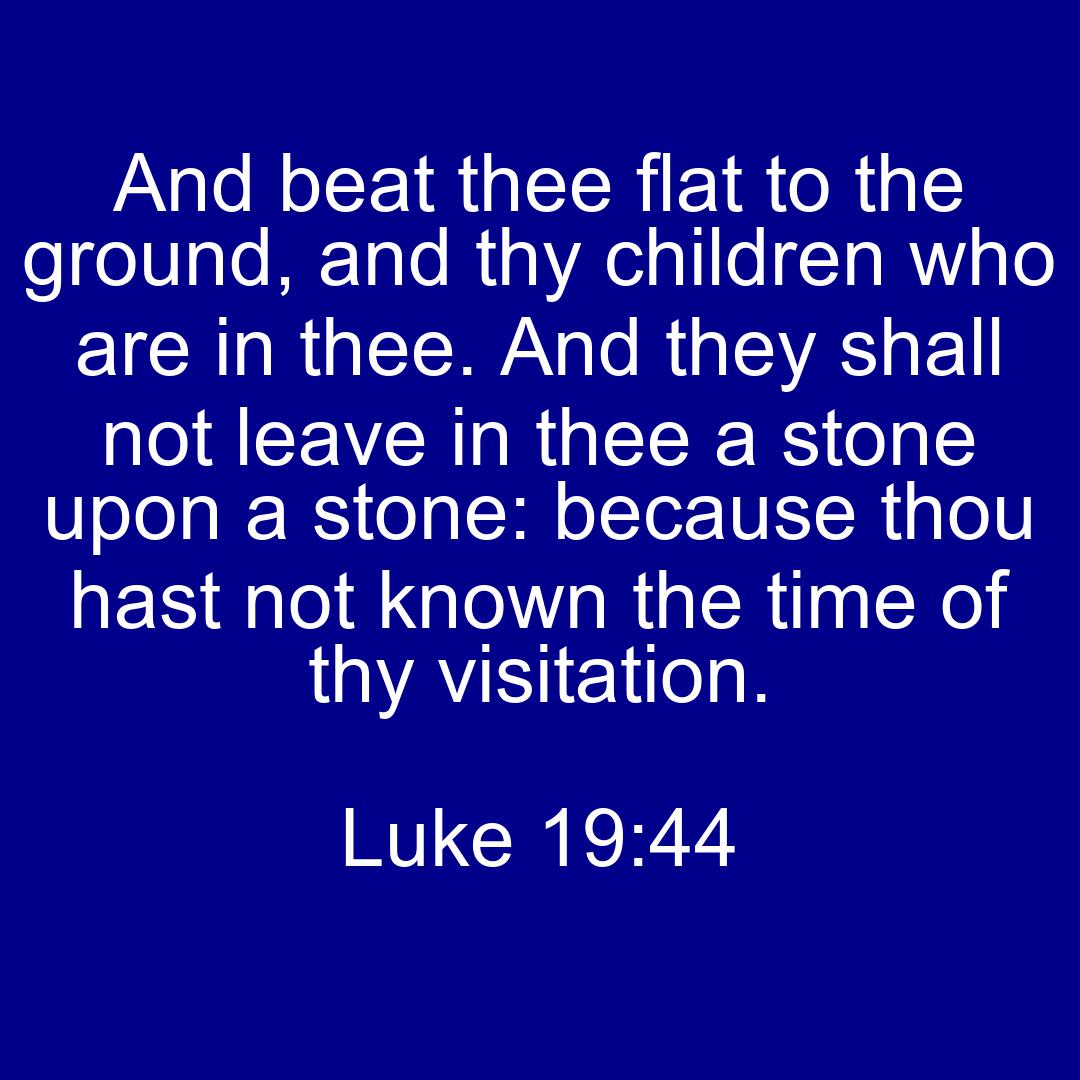 And beat thee flat to the
ground, and thy children who
are in thee. And they shall
not leave in thee a stone
upon a stone: because thou
hast not known the time of
thy visitation.
Luke 19:44